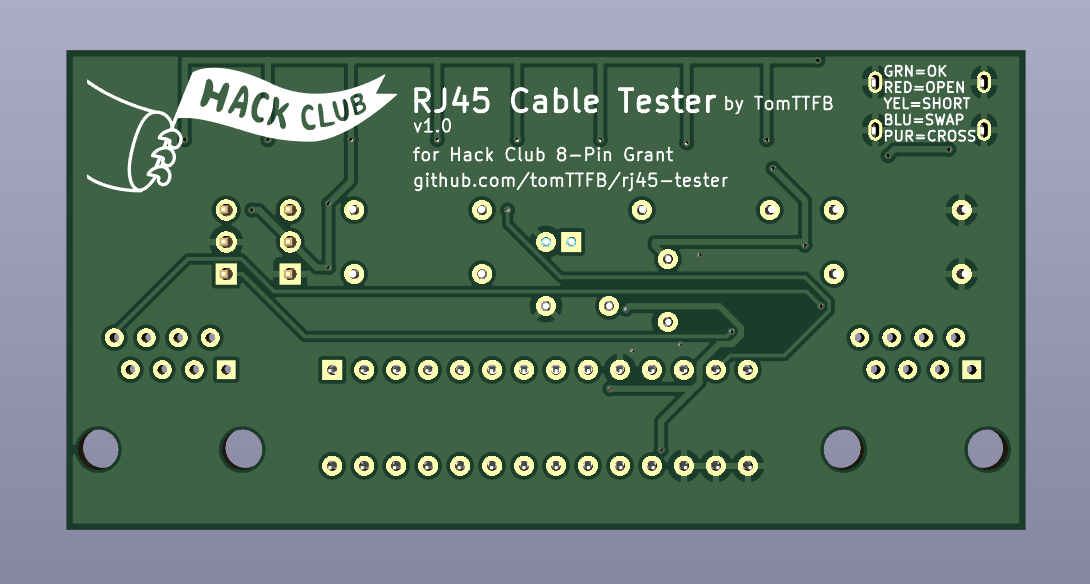 HACK CLUB
RJ45 Cable Tester by TomTTFB
v1.0
for Hack Club 8-Pin Grant
github.com/tomTTFB/rj45-tester
GRN=OK
RED=OPEN
YEL=SHORT
BLU=SWAP
PUR=CROSS